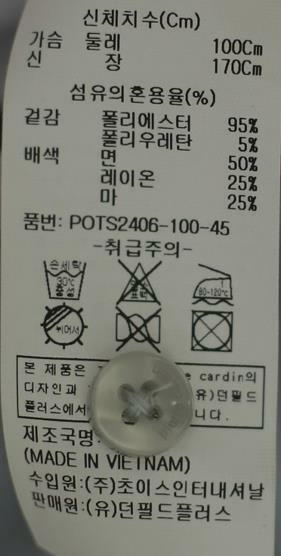 신체치수(Cm)
가슴 둘레 100Cm
신 장 170Cm
섬유의혼용율(%)
겉감 폴리에스터 95%
폴리우레탄 5%
배색 면 50%
레이온 25%
마 25%
품번: POTS2406-100-45
-취급주의-
손세탁 30℃ 중성
80-120℃
뉘어서
본 제품은 cardin의
디자인과 유)던필드
플러스에서 니다.
제조국명:
(MADE IN VIETNAM)
수입원:(주)초이스인터내셔날
판매원:(유)던필드플러스